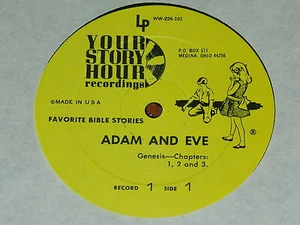 LP
WW-226-101
YOUR
STORY
HOUR
recordings
P.O. BOX 511
MEDINA, OHIO 44256
©MADE IN U S A
FAVORITE BIBLE STORIES
®
ADAM AND EVE
Genesis—Chapters:
1, 2 and 3.
RECORD 1 SIDE 1